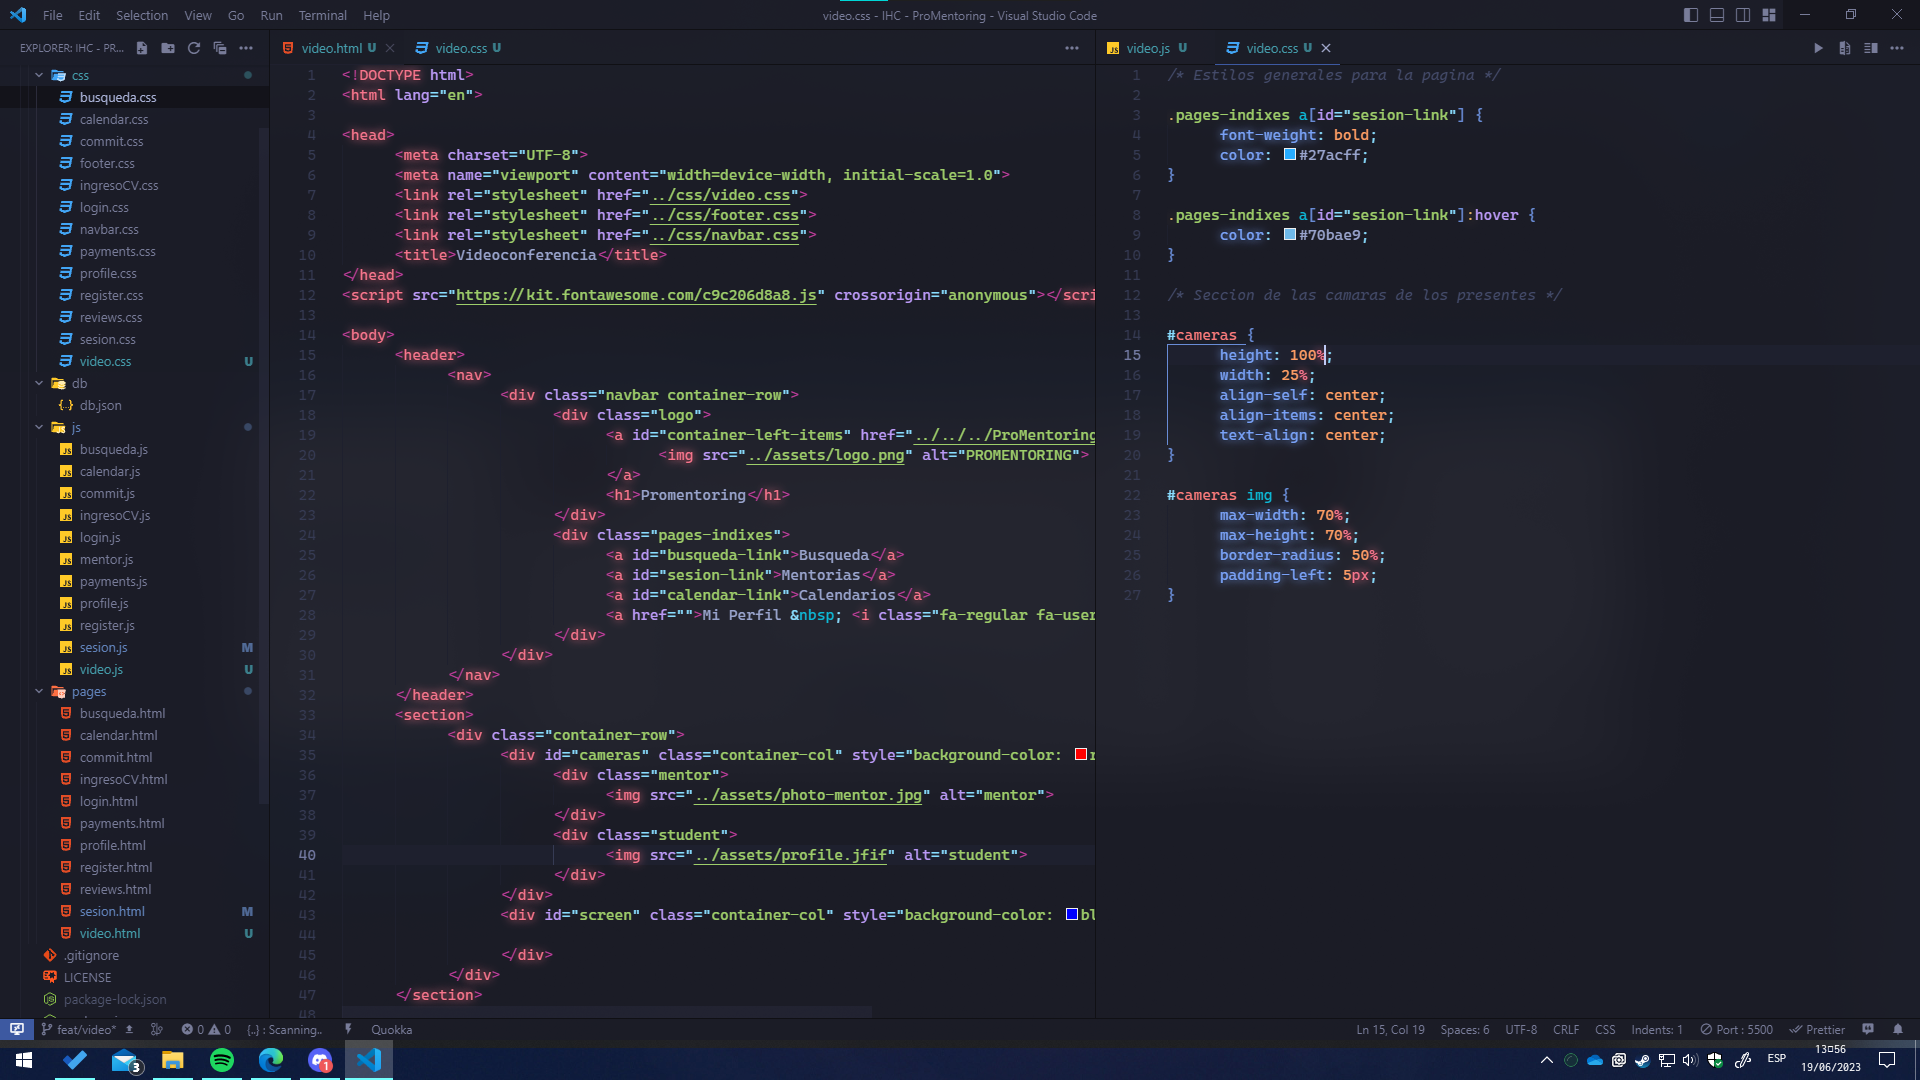 File Edit Selection View Go Run Terminal Help
video.css - IHC - ProMentoring - Visual Studio Code
EXPLORER: IHC - PR...
css
busqueda.css
calendar.css
commit.css
footer.css
ingresoCV.css
login.css
navbar.css
payments.css
profile.css
register.css
reviews.css
sesion.css
video.css U
db
db.json
js
busqueda.js
calendar.js
commit.js
ingresoCV.js
login.js
mentor.js
payments.js
profile.js
register.js
sesion.js M
video.js U
pages
busqueda.html
calendar.html
commit.html
ingresoCV.html
login.html
payments.html
profile.html
register.html
reviews.html
sesion.html M
video.html U
.gitignore
LICENSE
package-lock.json
video.html U video.css U
1 <!DOCTYPE html>
2 <html lang="en">
3
4 <head>
5 <meta charset="UTF-8">
6 <meta name="viewport" content="width=device-width, initial-scale=1.0">
7 <link rel="stylesheet" href="../css/video.css">
8 <link rel="stylesheet" href="../css/footer.css">
9 <link rel="stylesheet" href="../css/navbar.css">
10 <title>Videoconferencia</title>
11 </head>
12 <script src="https://kit.fontawesome.com/c9c206d8a8.js" crossorigin="anonymous"></scri
13
14 <body>
15 <header>
16 <nav>
17 <div class="navbar container-row">
18 <div class="logo">
19 <a id="container-left-items" href="../../../ProMentoring
20 <img src="../assets/logo.png" alt="PROMENTORING">
21 </a>
22 <h1>Promentoring</h1>
23 </div>
24 <div class="pages-indixes">
25 <a id="busqueda-link">Busqueda</a>
26 <a id="sesion-link">Mentorias</a>
27 <a id="calendar-link">Calendarios</a>
28 <a href="">Mi Perfil &nbsp; <i class="fa-regular fa-user
29 </div>
30 </div>
31 </nav>
32 </header>
33 <section>
34 <div class="container-row">
35 <div id="cameras" class="container-col" style="background-color: r
36 <div class="mentor">
37 <img src="../assets/photo-mentor.jpg" alt="mentor">
38 </div>
39 <div class="student">
40 <img src="../assets/profile.jfif" alt="student">
41 </div>
42 </div>
43 <div id="screen" class="container-col" style="background-color: bl
44
45 </div>
46 </div>
47 </section>
48
video.js U video.css U
1 /* Estilos generales para la pagina */
2
3 .pages-indixes a[id="sesion-link"] {
4 font-weight: bold;
5 color: #27acff;
6 }
7
8 .pages-indixes a[id="sesion-link"]:hover {
9 color: #70bae9;
10 }
11
12 /* Seccion de las camaras de los presentes */
13
14 #cameras {
15 height: 100%;
16 width: 25%;
17 align-self: center;
18 align-items: center;
19 text-align: center;
20 }
21
22 #cameras img {
23 max-width: 70%;
24 max-height: 70%;
25 border-radius: 50%;
26 padding-left: 5px;
27 }
feat/video* 0 0 {..} : Scanning.. Quokka
Ln 15, Col 19 Spaces: 6 UTF-8 CRLF CSS Indents: 1 Port : 5500 Prettier
3 1
ESP
13:56
19/06/2023